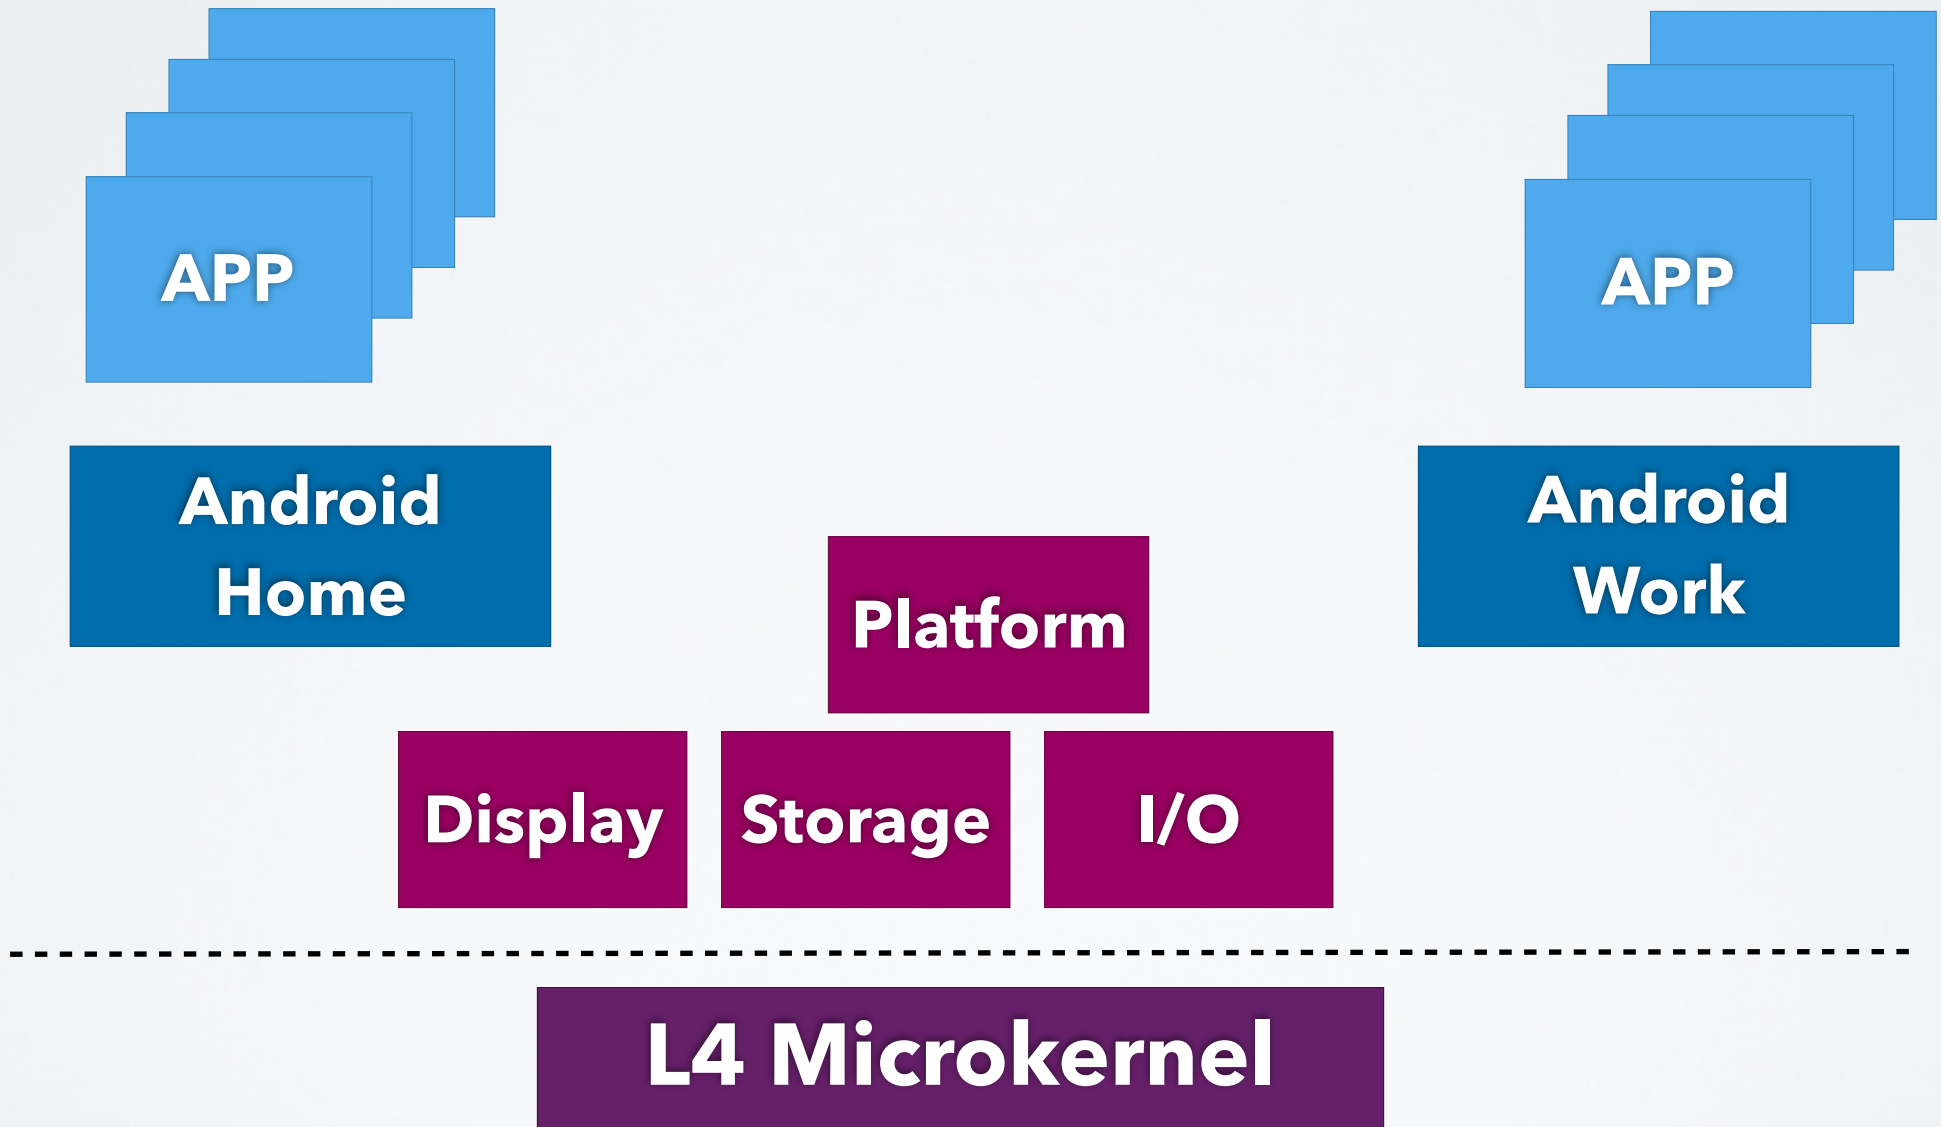 APP
APP
Android
Home
Android
Work
Platform
Display
Storage
I/O
L4 Microkernel